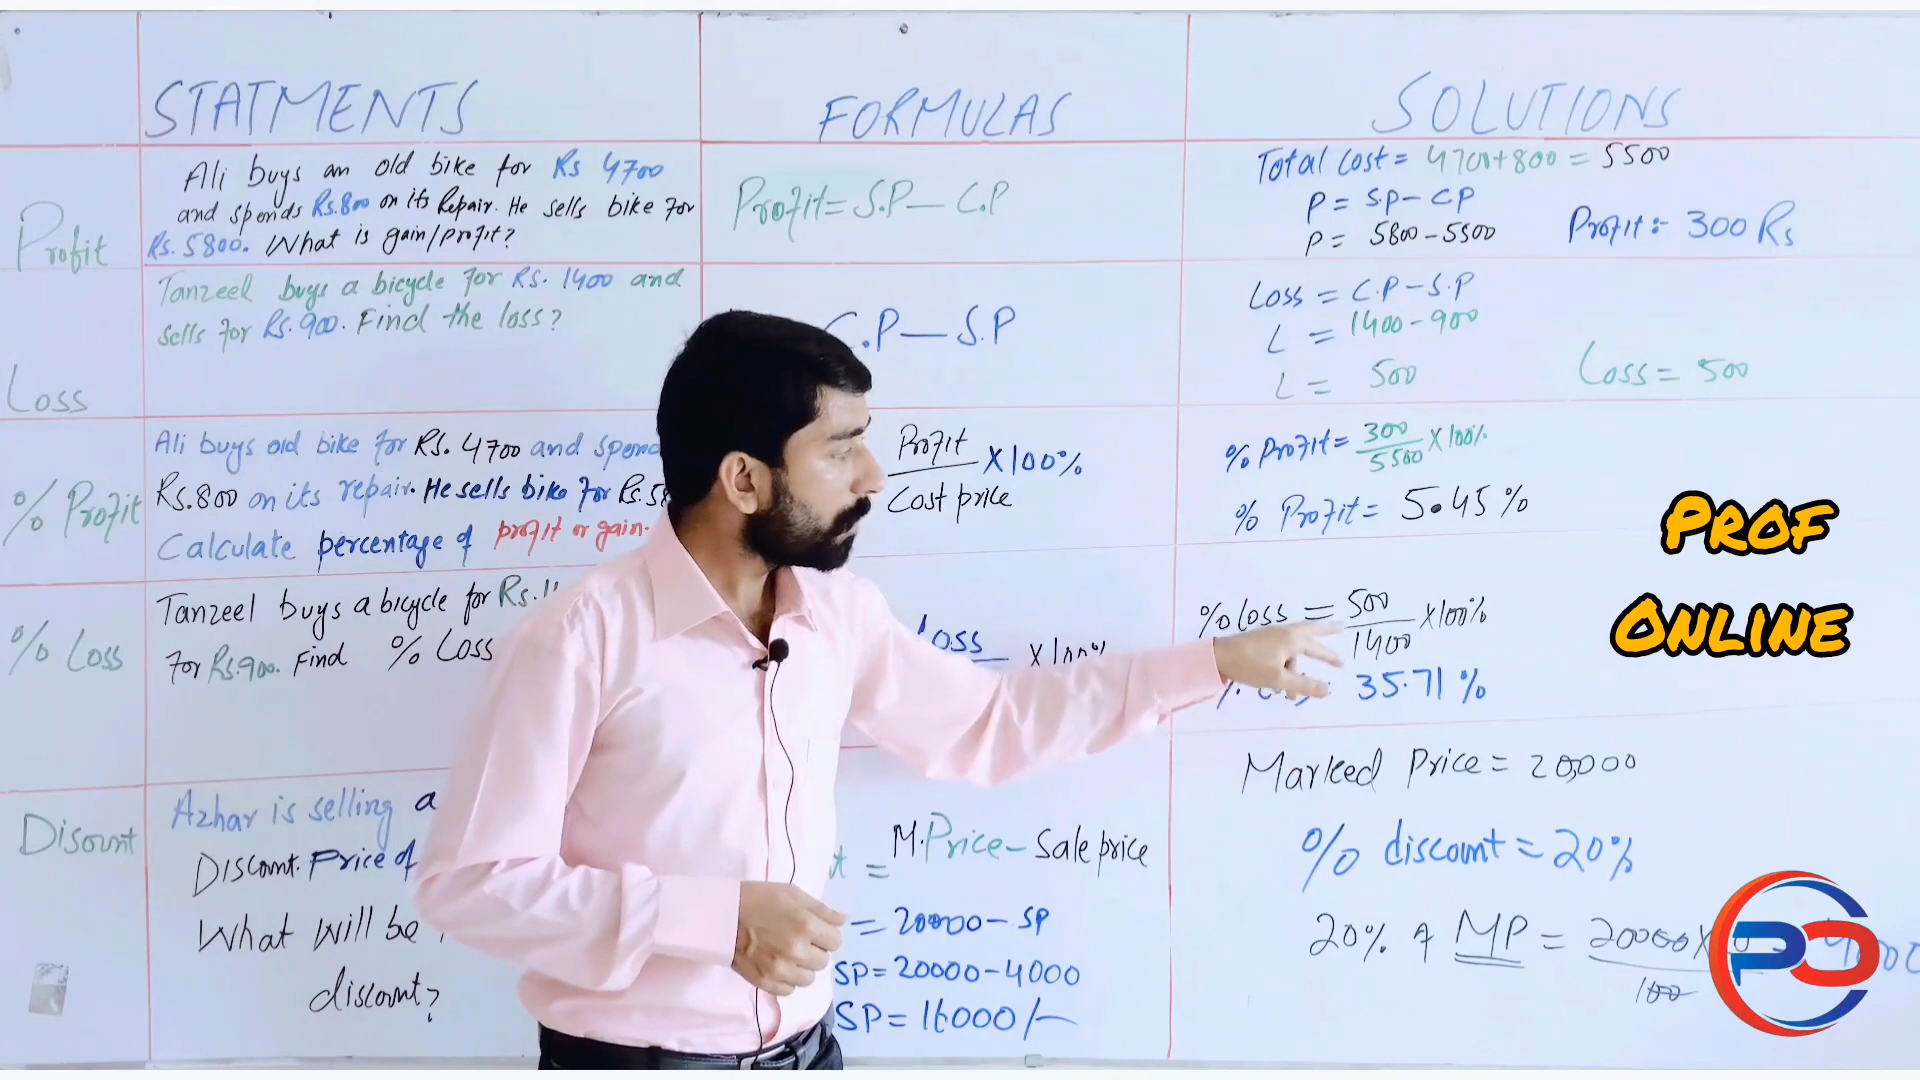 STATMENTS
FORMULAS
SOLUTIONS
Profit
Ali buys an old bike for Rs 4700
and spends Rs.800 on its Repair. He sells bike for
Rs. 5800. What is gain/profit?
Profit = S.P – C.P
Total Cost = 4700+800 = 5500
P = S.P – C.P
P = 5800 – 5500
Profit:- 300 Rs
Loss
Tanzeel buys a bicycle for Rs. 1400 and
sells for Rs. 900. Find the loss?
C.P – S.P
Loss = C.P – S.P
L = 1400 – 900
L = 500
Loss = 500
% Profit
Ali buys old bike for Rs. 4700 and spend
Rs.800 on its repair. He sells bike for Rs.58
Calculate percentage of profit or gain.
Profit
Cost price
X 100%
% Profit = 300
5500
X 100%
% Profit = 5.45 %
% Loss
Tanzeel buys a bicycle for Rs.
for Rs.900. Find % Loss
Loss
X 100%
% loss = 500
1400
X 100%
35.71 %
Disount
Azhar is selling a
Discount. Price of
What will be
discount?
= M.Price – Sale price
= 20000 – SP
SP = 20000 – 4000
SP = 16000/–
Marked Price = 20,000
% discount = 20%
20% of MP = 20000 X
100
PROF
ONLINE
PO